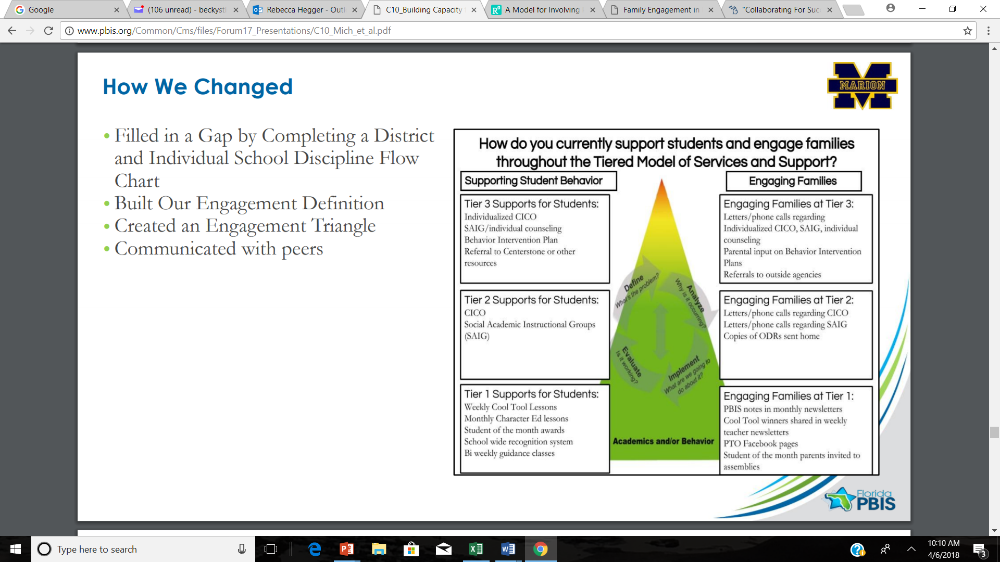 Google
(106 unread) - beckyst
Rebecca Hegger - Outl
C10_Building Capacity
A Model for Involving
Family Engagement in
"Collaborating For Suc
www.pbis.org/Common/Cms/files/Forum17_Presentations/C10_Mich_et_al.pdf
How We Changed
MARION
• Filled in a Gap by Completing a District
and Individual School Discipline Flow
Chart
• Built Our Engagement Definition
• Created an Engagement Triangle
• Communicated with peers
How do you currently support students and engage families
throughout the Tiered Model of Services and Support?
Supporting Student Behavior
Tier 3 Supports for Students:
Individualized CICO
SAIG/individual counseling
Behavior Intervention Plan
Referral to Centerstone or other
resources
Tier 2 Supports for Students:
CICO
Social Academic Instructional Groups
(SAIG)
Tier 1 Supports for Students:
Weekly Cool Tool Lessons
Monthly Character Ed lessons
Student of the month awards
School wide recognition system
Bi weekly guidance classes
Define
What's the problem?
Analyze
Why is it occurring?
Implement
What are we going to
do about it?
Evaluate
Is it working?
Academics and/or Behavior
Engaging Families
Engaging Families at Tier 3:
Letters/phone calls regarding
Individualized CICO, SAIG, individual
counseling
Parental input on Behavior Intervention
Plans
Referrals to outside agencies
Engaging Families at Tier 2:
Letters/phone calls regarding CICO
Letters/phone calls regarding SAIG
Copies of ODRs sent home
Engaging Families at Tier 1:
PBIS notes in monthly newsletters
Cool Tool winners shared in weekly
teacher newsletters
PTO Facebook pages
Student of the month parents invited to
assemblies
Florida
PBIS
Type here to search
10:10 AM
4/6/2018
3